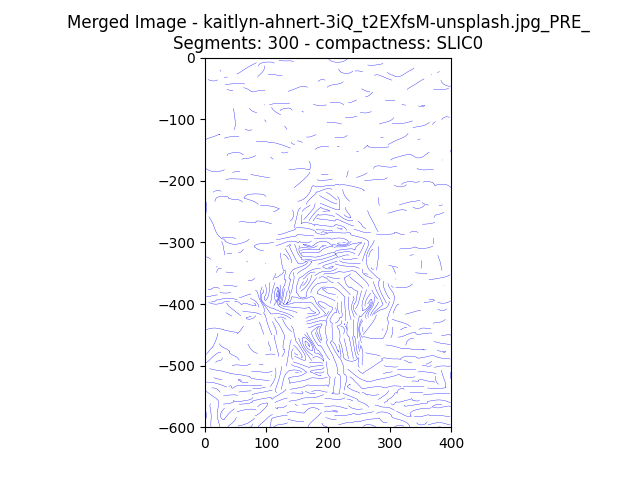 Merged Image - kaitlyn-ahnert-3iQ_t2EXfsM-unsplash.jpg_PRE_
Segments: 300 - compactness: SLIC0
0
−100
−200
−300
−400
−500
−600
0 100 200 300 400